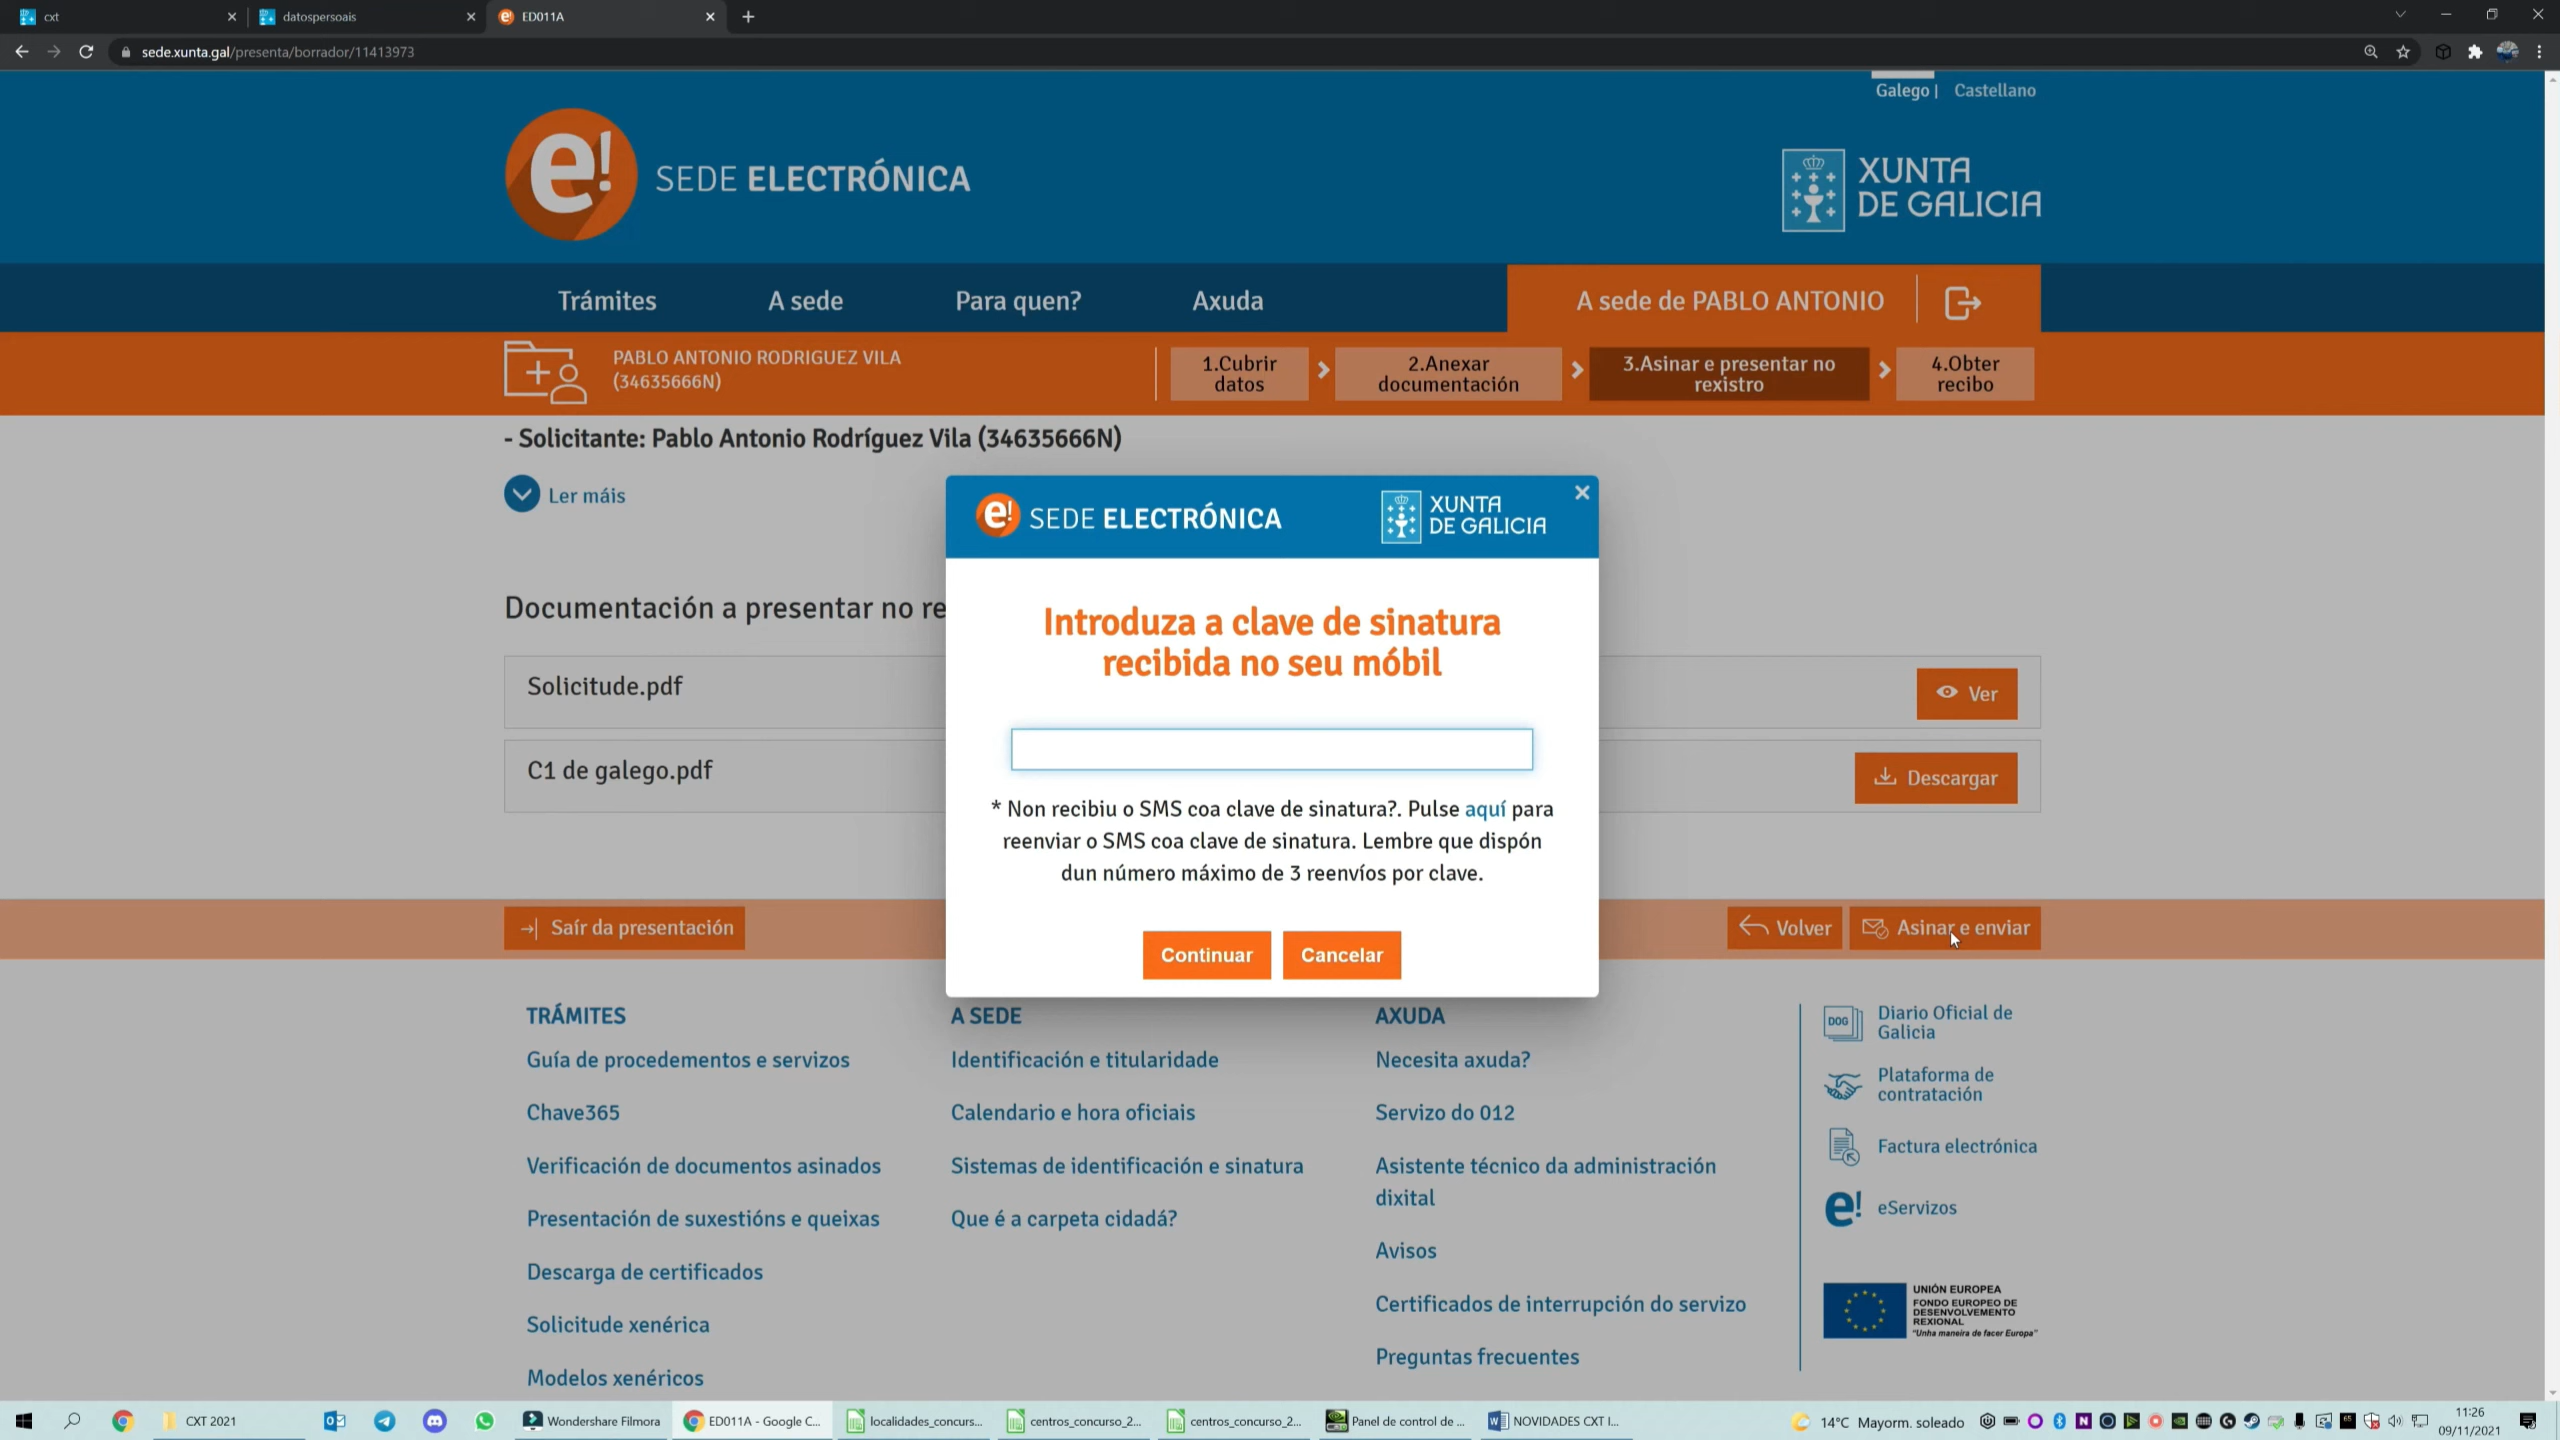 cxt
datospersoais
ED011A
sede.xunta.gal/presenta/borrador/11413973
Galego | Castellano
e! SEDE ELECTRÓNICA
XUNTA
DE GALICIA
Trámites
A sede
Para quen?
Axuda
A sede de PABLO ANTONIO
PABLO ANTONIO RODRIGUEZ VILA
(34635666N)
1.Cubrir
datos
2.Anexar
documentación
3.Asinar e presentar no
rexistro
4.Obter
recibo
- Solicitante: Pablo Antonio Rodríguez Vila (34635666N)
Ler máis
e! SEDE ELECTRÓNICA
XUNTA
DE GALICIA
Introduza a clave de sinatura
recibida no seu móbil
* Non recibiu o SMS coa clave de sinatura?. Pulse aquí para
reenviar o SMS coa clave de sinatura. Lembre que dispón
dun número máximo de 3 reenvíos por clave.
Continuar
Cancelar
Documentación a presentar no re
Solicitude.pdf
Ver
C1 de galego.pdf
Descargar
Saír da presentación
Volver
Asinar e enviar
TRÁMITES
Guía de procedementos e servizos
Chave365
Verificación de documentos asinados
Presentación de suxestións e queixas
Descarga de certificados
Solicitude xenérica
Modelos xenéricos
A SEDE
Identificación e titularidade
Calendario e hora oficiais
Sistemas de identificación e sinatura
Que é a carpeta cidadá?
AXUDA
Necesita axuda?
Servizo do 012
Asistente técnico da administración
dixital
Avisos
Certificados de interrupción do servizo
Preguntas frecuentes
DOG
Diario Oficial de
Galicia
Plataforma de
contratación
Factura electrónica
e! eServizos
UNIÓN EUROPEA
FONDO EUROPEO DE
DESENVOLVEMENTO
REXIONAL
"Unha maneira de facer Europa"
CXT 2021
Wondershare Filmora
ED011A - Google C...
localidades_concurs...
centros_concurso_2...
centros_concurso_2...
Panel de control de ...
NOVIDADES CXT I...
14°C Mayorm. soleado
11:26
09/11/2021